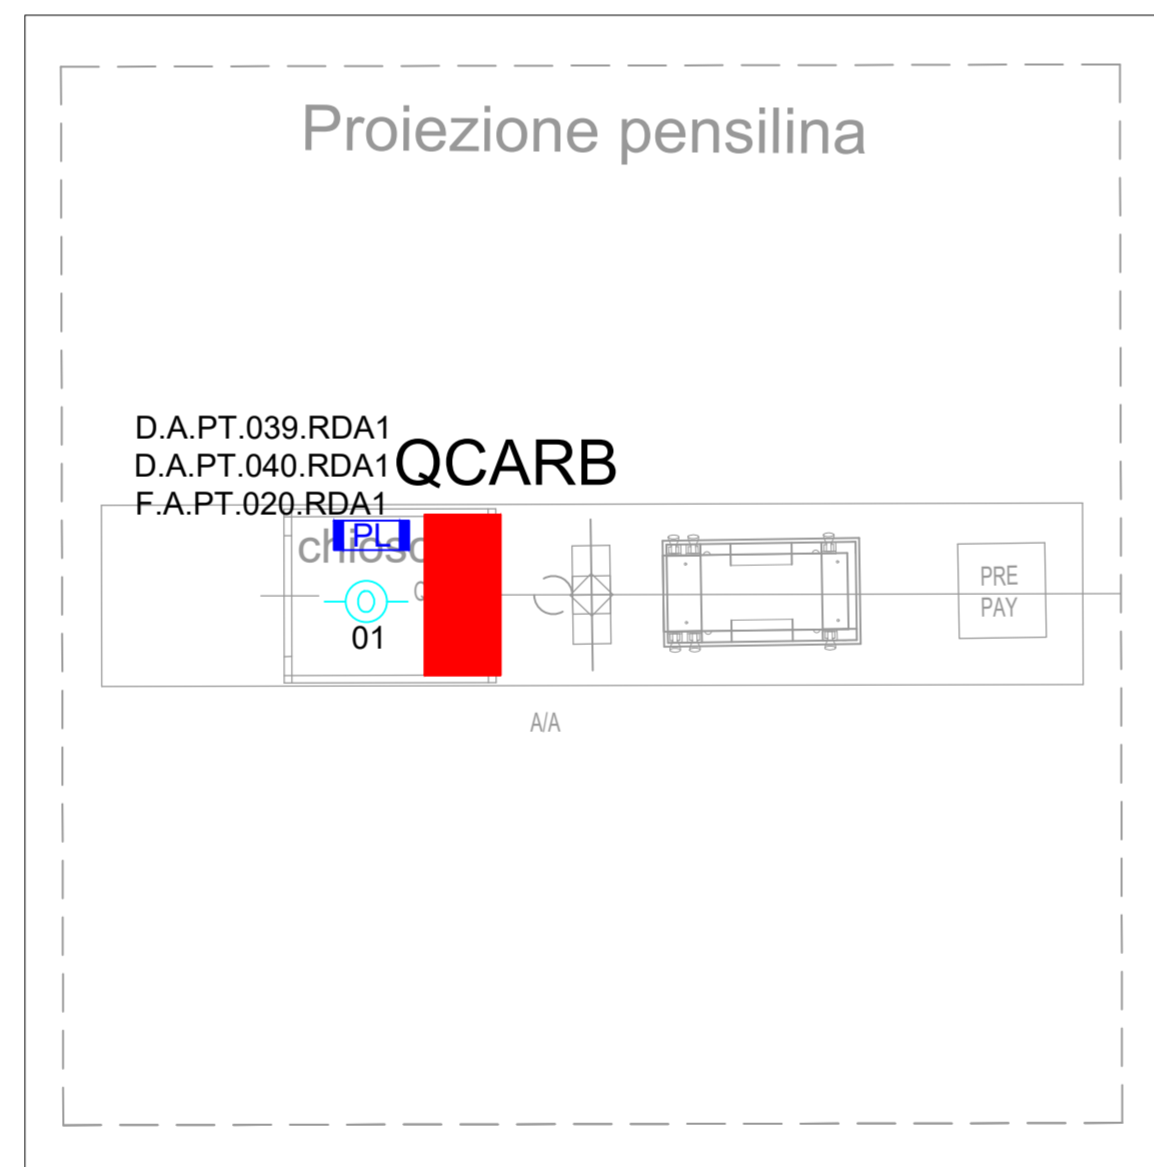 Proiezione pensilina
D.A.PT.039.RDA1
D.A.PT.040.RDA1
QCARB
F.A.PT.020.RDA1
PL
01
PRE
PAY
A/A